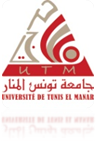 UTM
جامعة تونس المنار
UNIVERSITÉ DE TUNIS EL MANAR